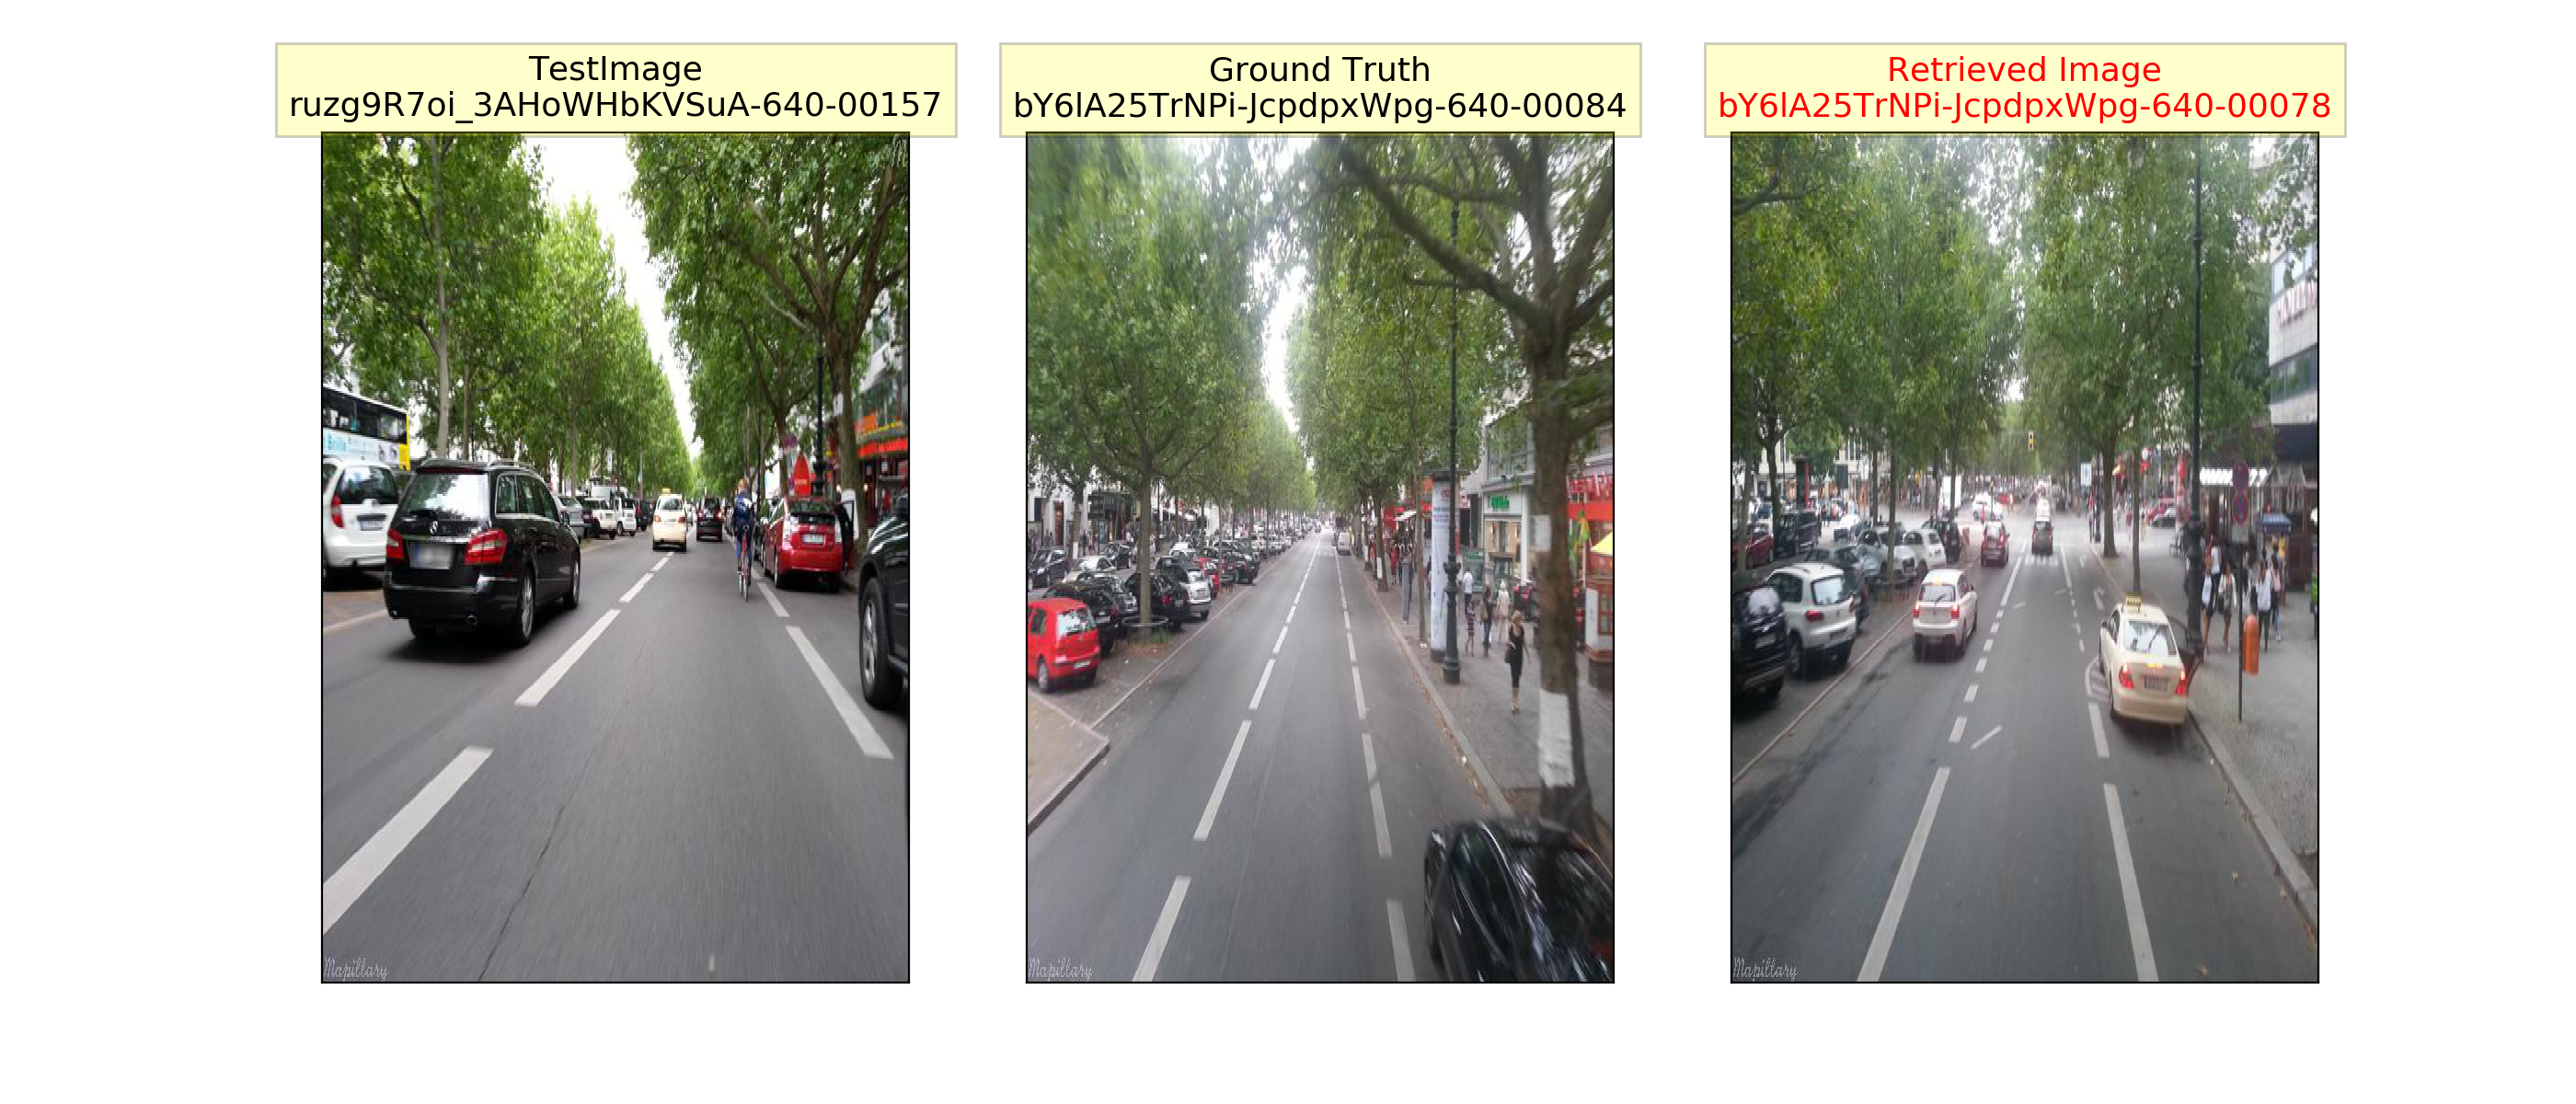 TestImage
ruzg9R7oi_3AHoWHbKVSuA-640-00157
Ground Truth
bY6lA25TrNPi-JcpdpxWpg-640-00084
Retrieved Image
bY6lA25TrNPi-JcpdpxWpg-640-00078
Mapillary
Mapillary
Mapillary